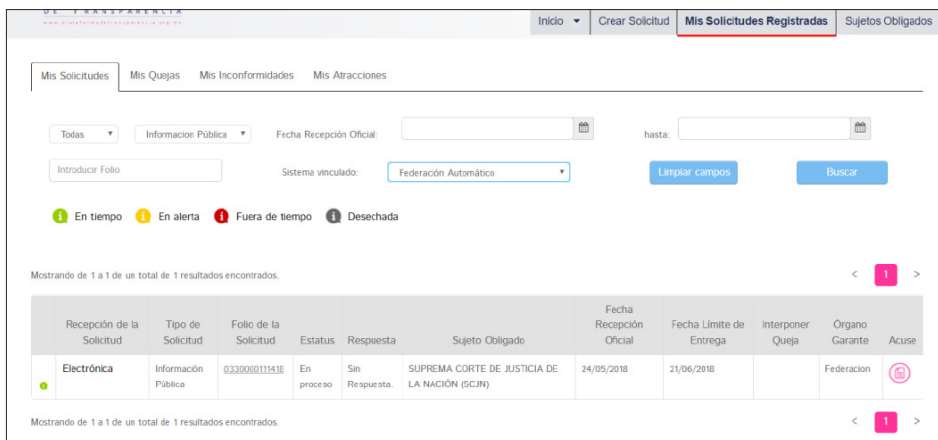 DE TRANSPARENCIA
www.plataformadetransparencia.org.mx
Inicio Crear Solicitud Mis Solicitudes Registradas Sujetos Obligados
Mis Solicitudes Mis Quejas Mis Inconformidades Mis Atracciones
Todas Informacion Pública Fecha Recepción Oficial: hasta:
Introducir Folio Sistema vinculado: Federación Automático Limpiar campos Buscar
En tiempo En alerta Fuera de tiempo Desechada
Mostrando de 1 a 1 de un total de 1 resultados encontrados. < 1 >
Recepción de la Solicitud Tipo de Solicitud Folio de la Solicitud Estatus Respuesta Sujeto Obligado Fecha Recepción Oficial Fecha Límite de Entrega Interponer Queja Órgano Garante Acuse
Electrónica Información Pública 0330000111418 En proceso Sin Respuesta. SUPREMA CORTE DE JUSTICIA DE LA NACIÓN (SCJN) 24/05/2018 21/06/2018 Federacion
Mostrando de 1 a 1 de un total de 1 resultados encontrados. < 1 >